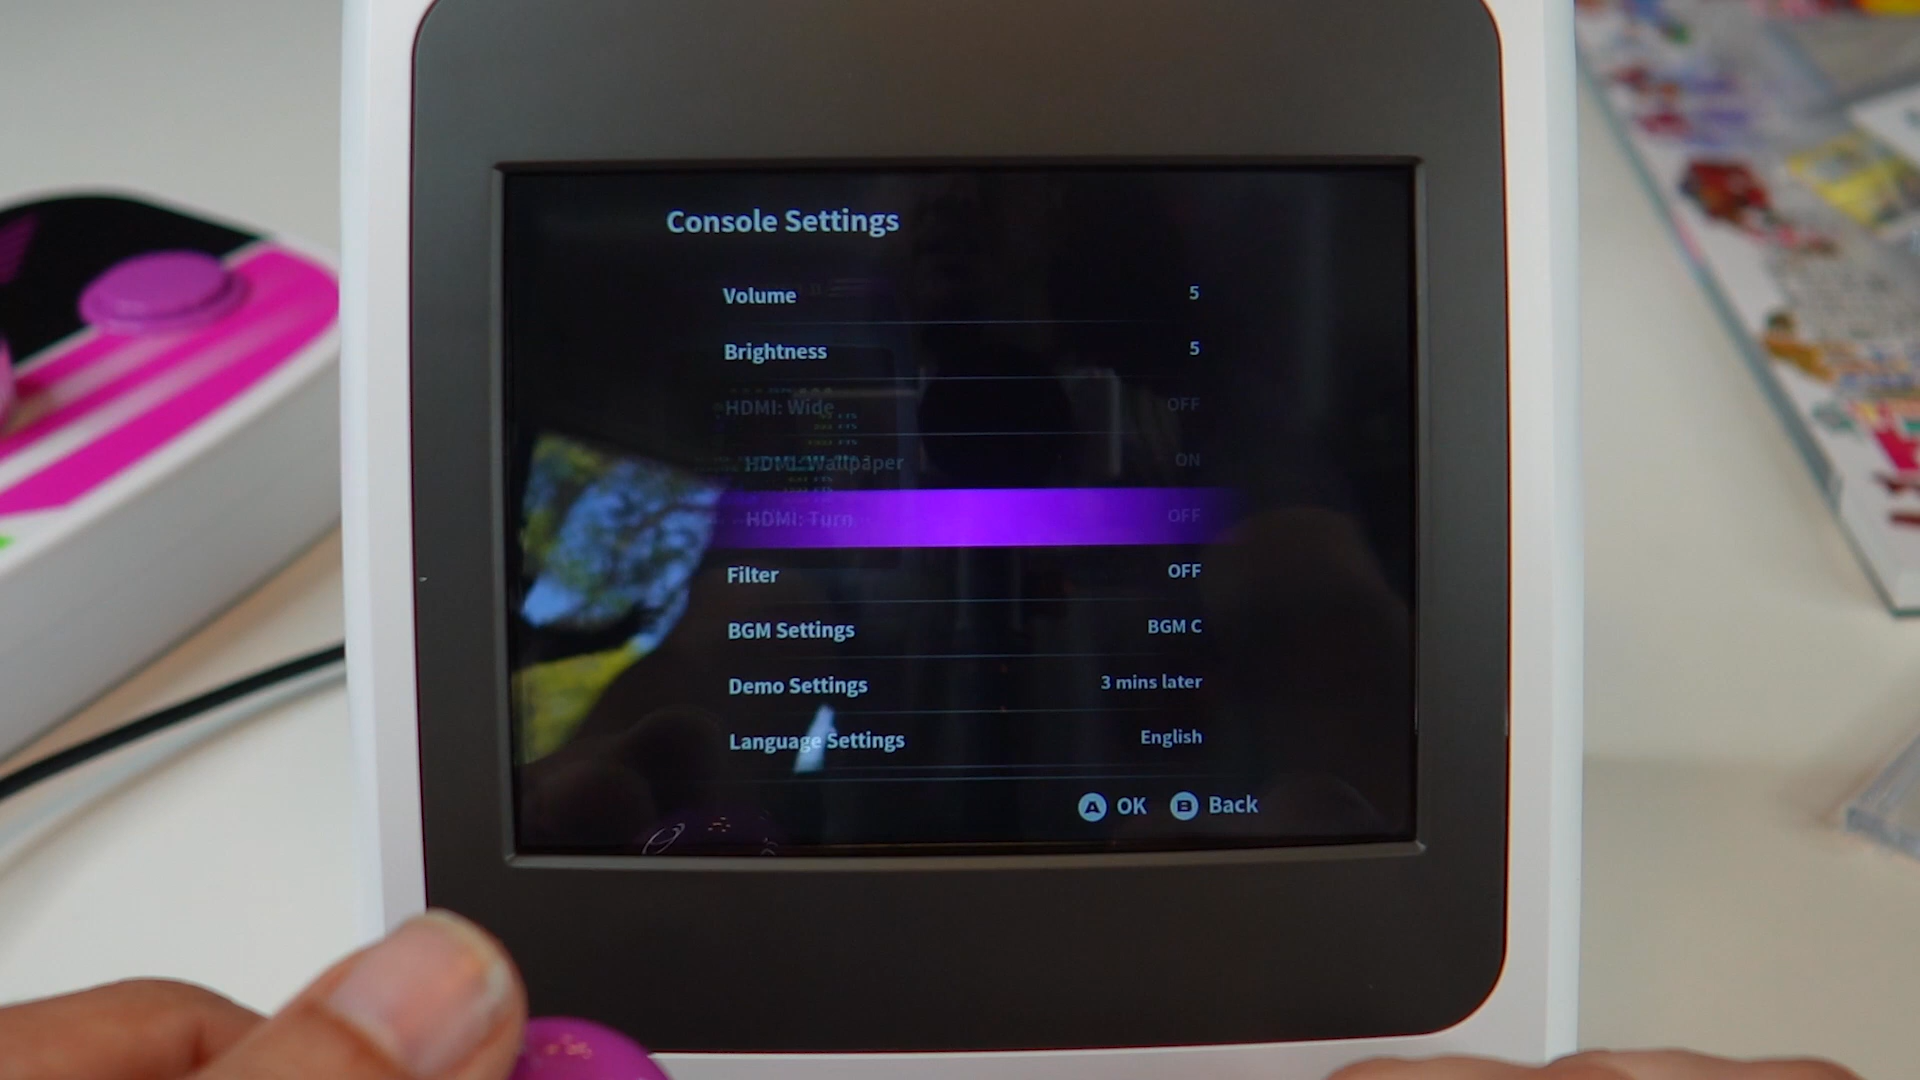 Console Settings
Volume 5
Brightness 5
HDMI: Wide OFF
HDMI: Wallpaper ON
HDMI: Turn OFF
Filter OFF
BGM Settings BGM C
Demo Settings 3 mins later
Language Settings English
A OK B Back